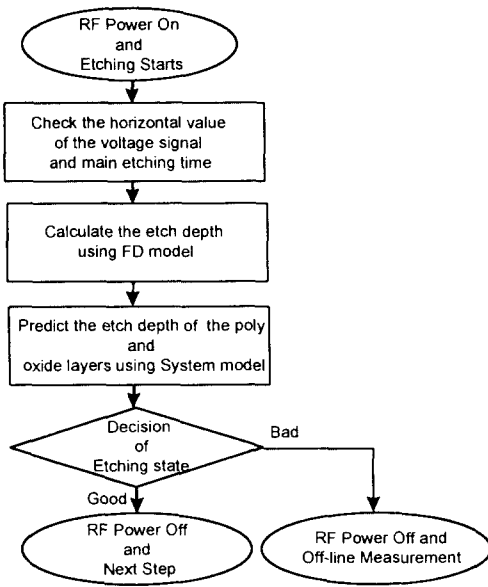 RF Power On
and
Etching Starts
Check the horizontal value
of the voltage signal
and main etching time
Calculate the etch depth
using FD model
Predict the etch depth of the poly
and
oxide layers using System model
Decision
of
Etching state
Bad
Good
RF Power Off
and
Next Step
RF Power Off and
Off-line Measurement